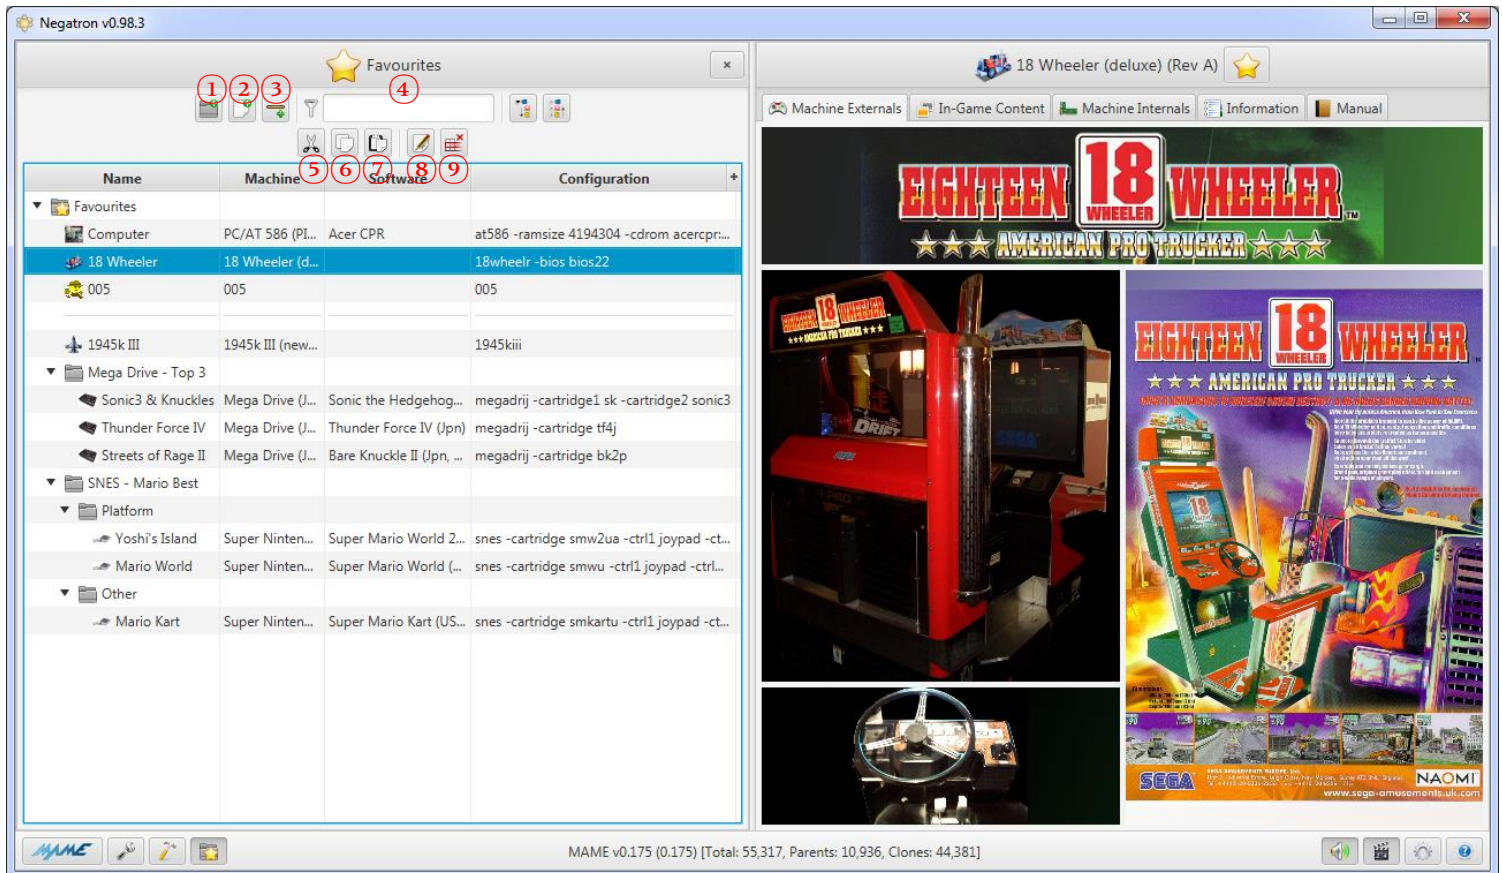 Negatron v0.98.3
Favourites
1 2 3 4
5 6 7 8 9
Name Machine Software Configuration +
Favourites
Computer PC/AT 586 (PI... Acer CPR at586 -ramsize 4194304 -cdrom acercpr:...
18 Wheeler 18 Wheeler (d... 18wheelr -bios bios22
005 005 005
1945k III 1945k III (new... 1945kiii
Mega Drive - Top 3
Sonic3 & Knuckles Mega Drive (J... Sonic the Hedgehog... megadrij -cartridge1 sk -cartridge2 sonic3
Thunder Force IV Mega Drive (J... Thunder Force IV (Jpn) megadrij -cartridge tf4j
Streets of Rage II Mega Drive (J... Bare Knuckle II (Jpn, ... megadrij -cartridge bk2p
SNES - Mario Best
Platform
Yoshi's Island Super Ninten... Super Mario World 2... snes -cartridge smw2ua -ctrl1 joypad -ct...
Mario World Super Ninten... Super Mario World (... snes -cartridge smwu -ctrl1 joypad -ctrl...
Other
Mario Kart Super Ninten... Super Mario Kart (US... snes -cartridge smkartu -ctrl1 joypad -ct...
18 Wheeler (deluxe) (Rev A)
Machine Externals In-Game Content Machine Internals Information Manual
EIGHTEEN 18 WHEELER WHEELER TM
AMERICAN PRO TRUCKER
18 WHEELER
DRIFT
SEGA
EIGHTEEN 18 WHEELER WHEELER
AMERICAN PRO TRUCKER
18
SEGA
NAOMI
www.sega-amusements.uk.com
MAME
MAME v0.175 (0.175) [Total: 55,317, Parents: 10,936, Clones: 44,381]